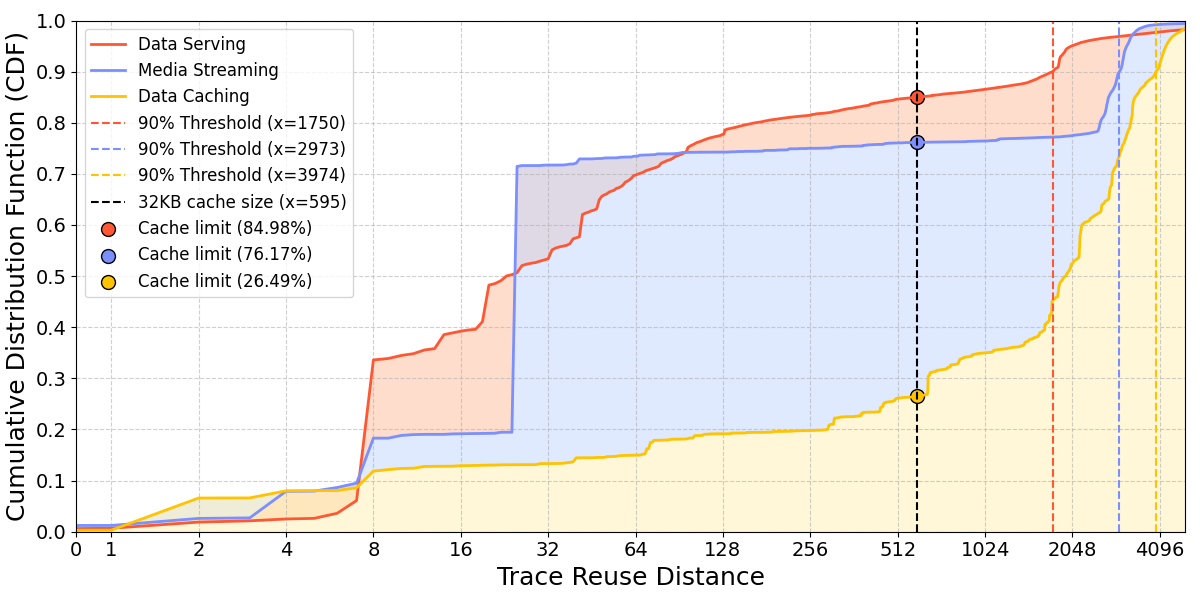 Cumulative Distribution Function (CDF)
1.0
0.9
0.8
0.7
0.6
0.5
0.4
0.3
0.2
0.1
0.0
Data Serving
Media Streaming
Data Caching
90% Threshold (x=1750)
90% Threshold (x=2973)
90% Threshold (x=3974)
32KB cache size (x=595)
Cache limit (84.98%)
Cache limit (76.17%)
Cache limit (26.49%)
0 1 2 4 8 16 32 64 128 256 512 1024 2048 4096
Trace Reuse Distance